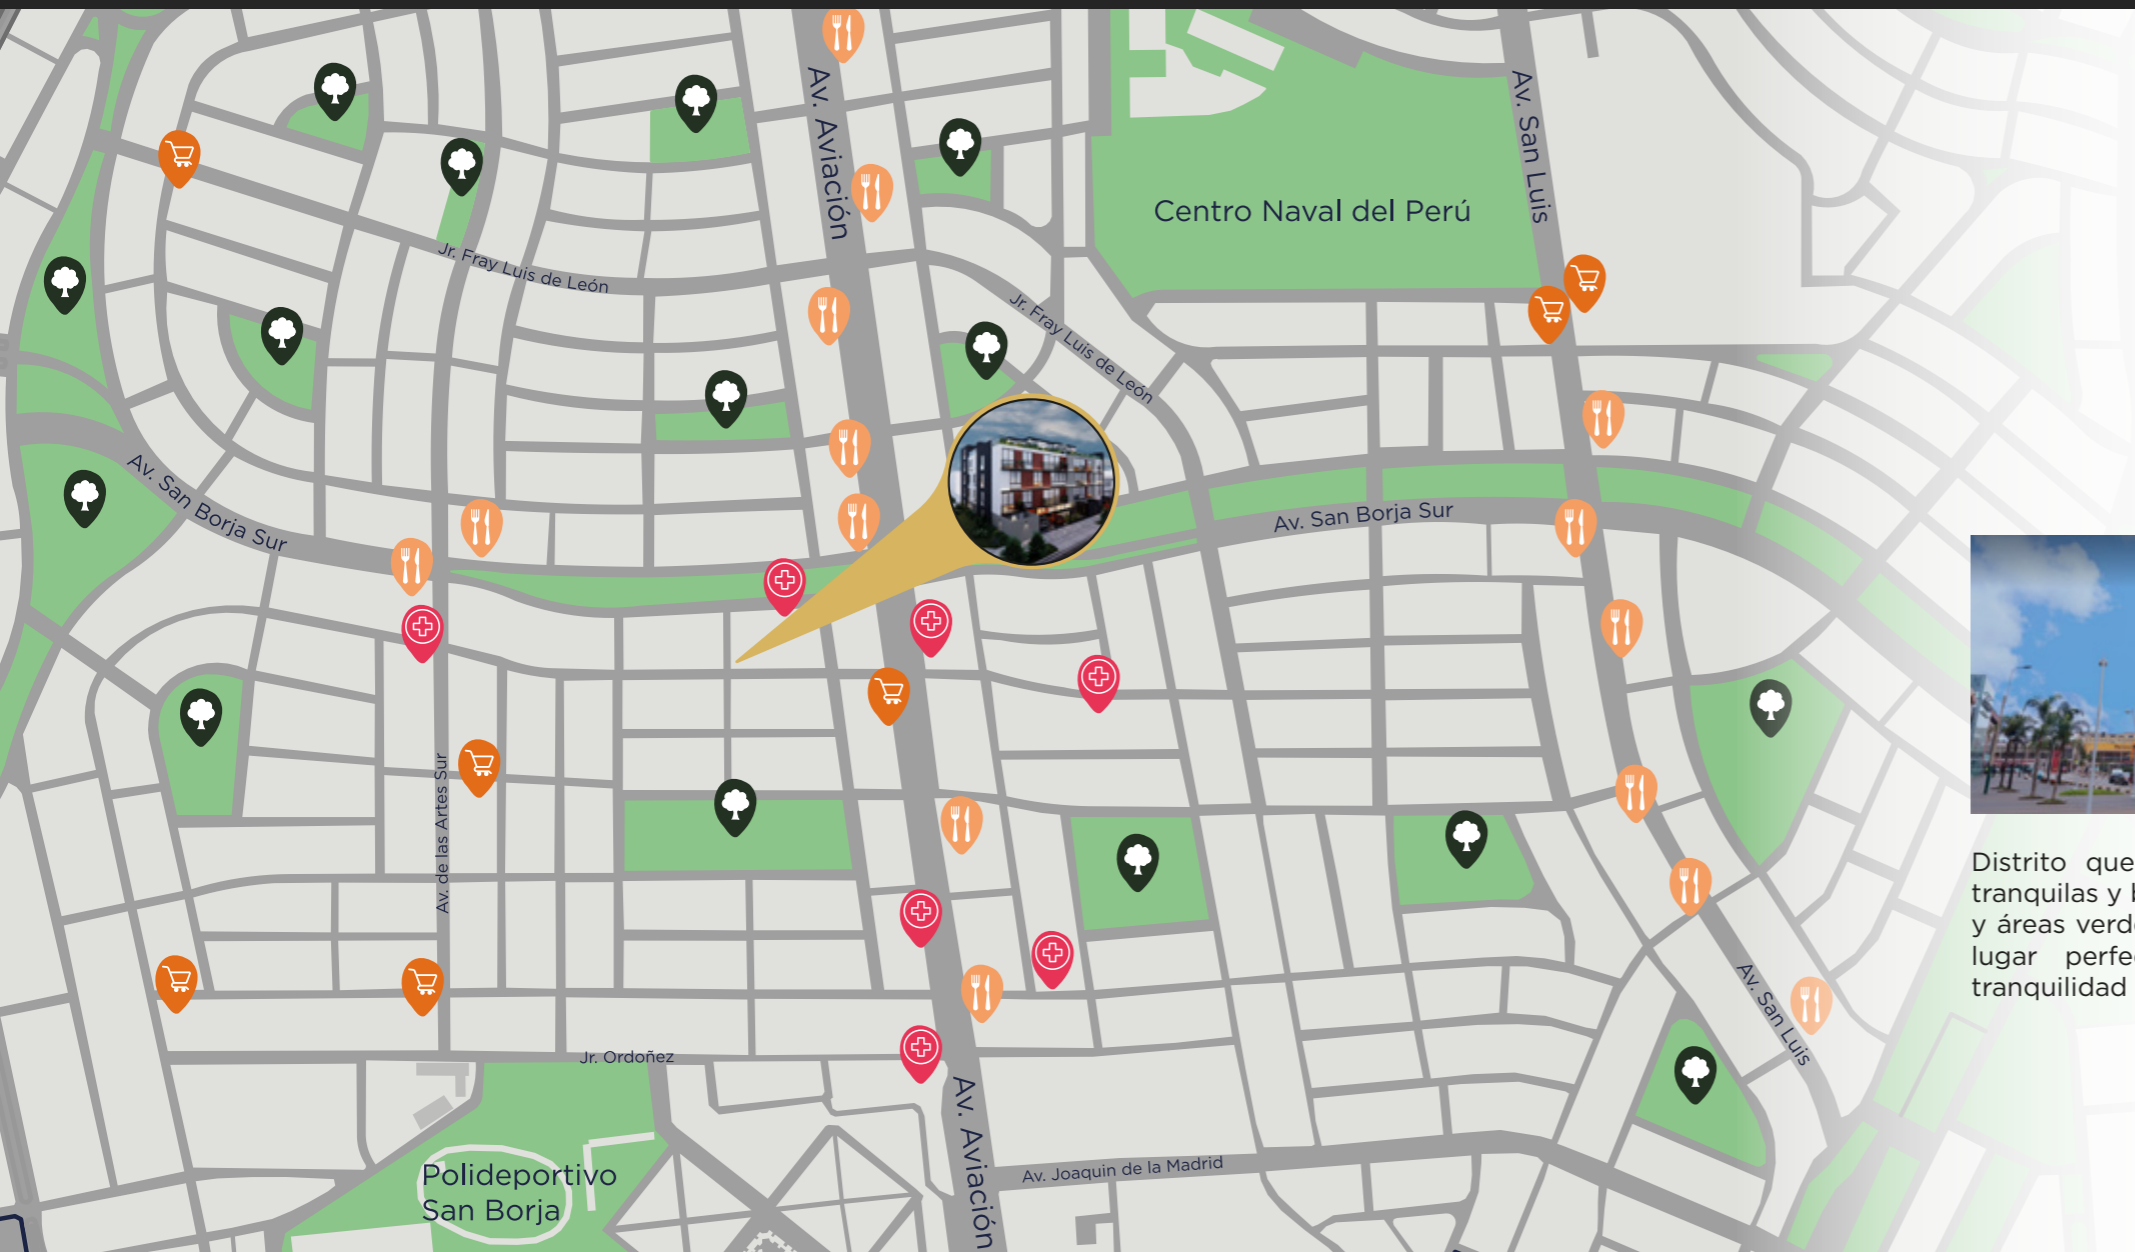 Av. Aviación
Av. San Luis
Centro Naval del Perú
Jr. Fray Luis de León
Jr. Fray Luis de León
Av. San Borja Sur
Av. San Borja Sur
Av. de las Artes Sur
Distrito que
tranquilas y
y áreas
lugar
tranquilidad
Av. San Luis
Jr. Ordoñez
Av. Aviación
Av. Joaquin de la Madrid
Polideportivo
San Borja